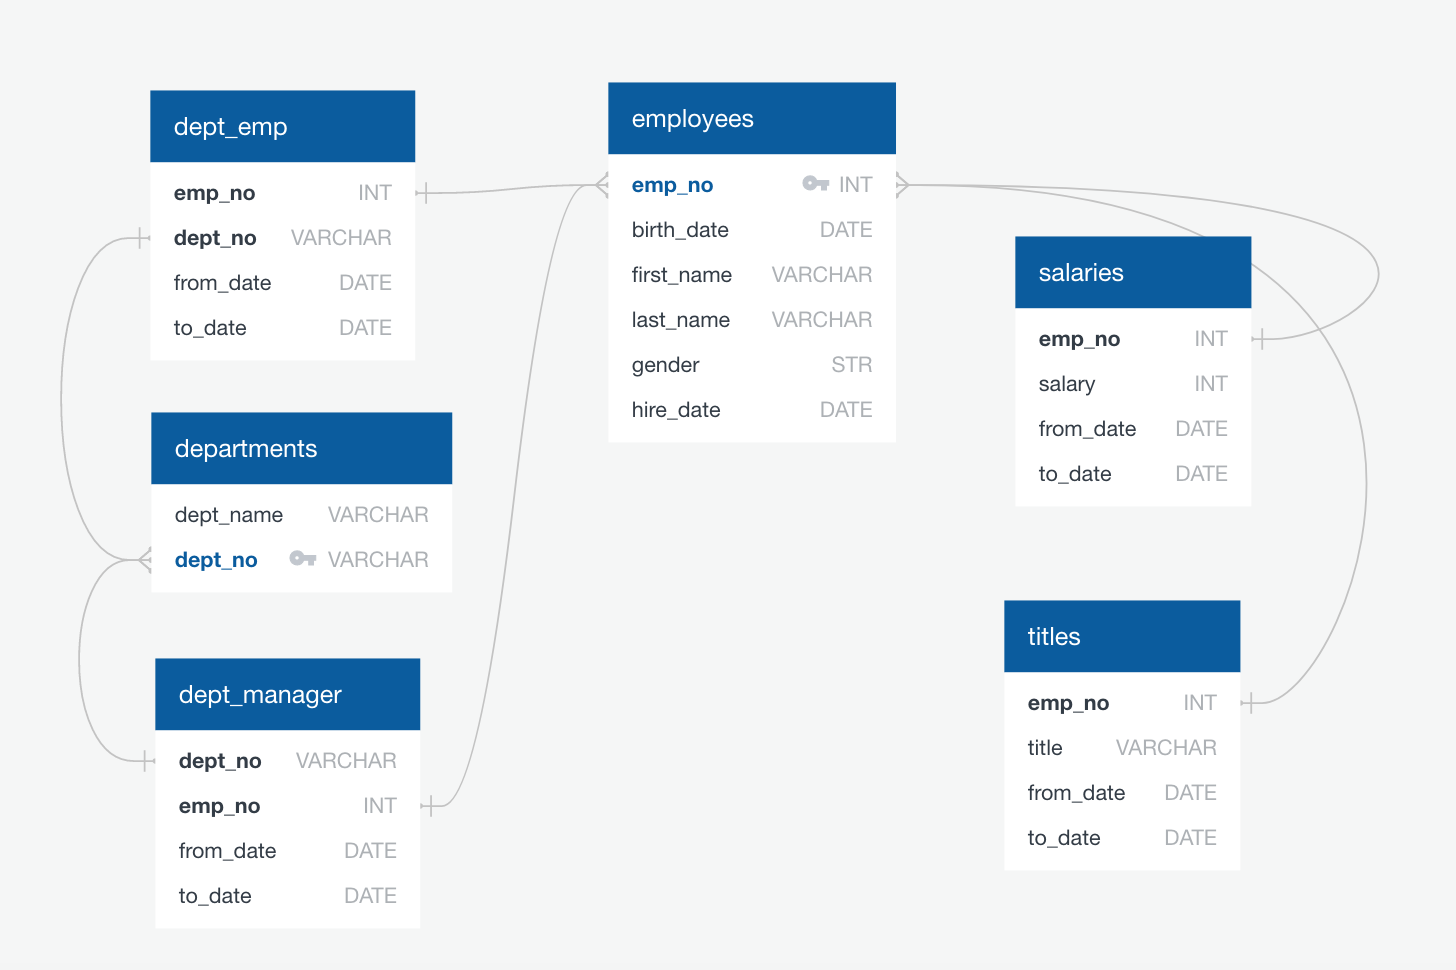 dept_emp
emp_no INT
dept_no VARCHAR
from_date DATE
to_date DATE
departments
dept_name VARCHAR
dept_no VARCHAR
dept_manager
dept_no VARCHAR
emp_no INT
from_date DATE
to_date DATE
employees
emp_no INT
birth_date DATE
first_name VARCHAR
last_name VARCHAR
gender STR
hire_date DATE
salaries
emp_no INT
salary INT
from_date DATE
to_date DATE
titles
emp_no INT
title VARCHAR
from_date DATE
to_date DATE